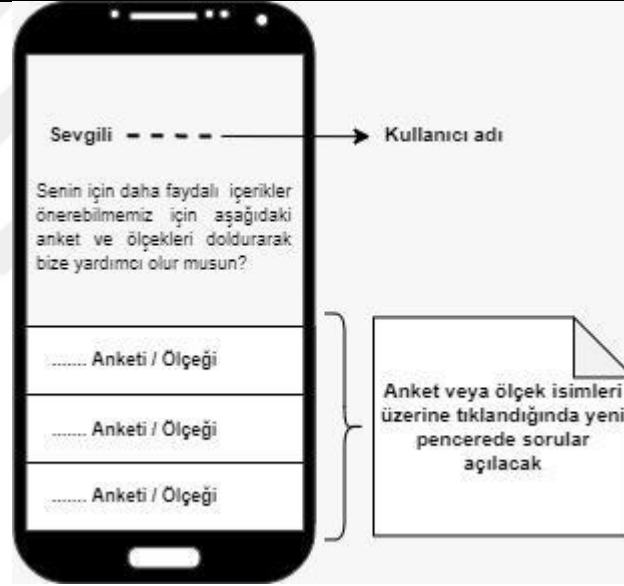 Sevgili - - - -
Kullanıcı adı
Senin için daha faydalı içerikler
önerebilmemiz için aşağıdaki
anket ve ölçekleri doldurarak
bize yardımcı olur musun?
....... Anketi / Ölçeği
....... Anketi / Ölçeği
....... Anketi / Ölçeği
Anket veya ölçek isimleri
üzerine tıklandığında yeni
pencerede sorular
açılacak